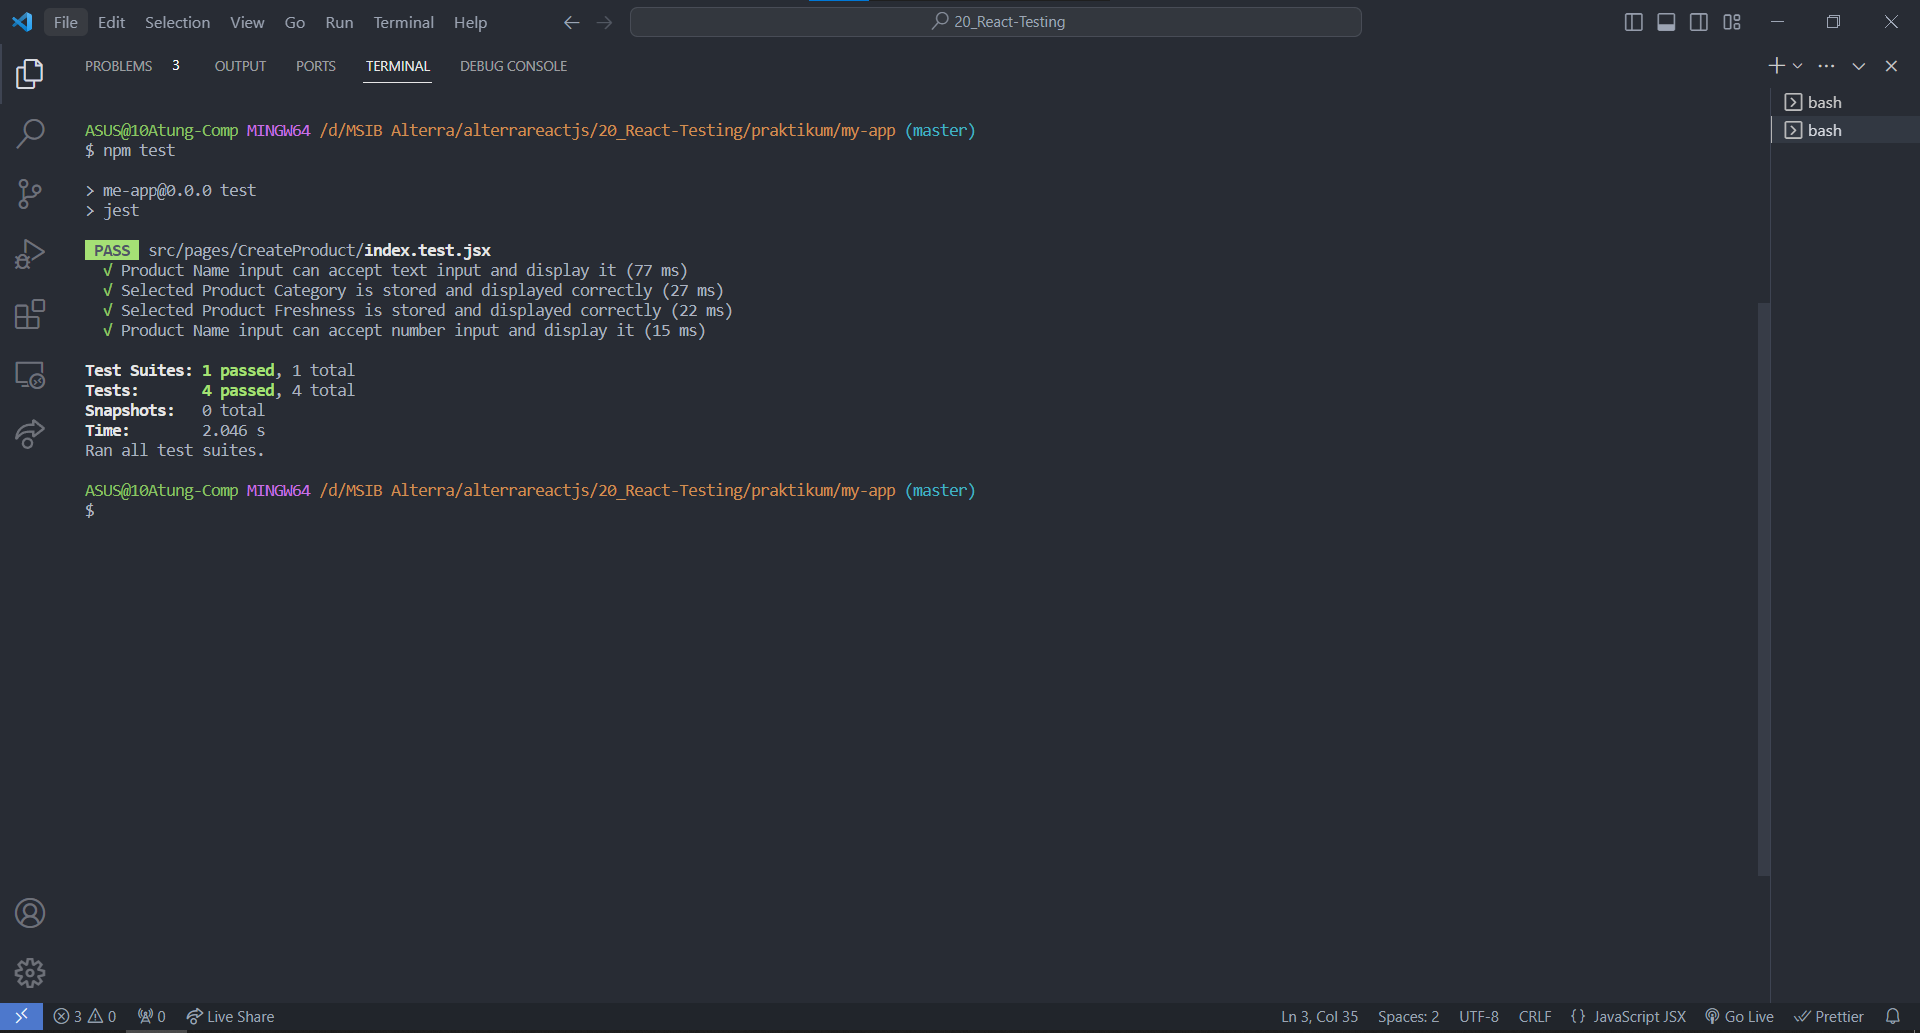 File Edit Selection View Go Run Terminal Help 20_React-Testing
PROBLEMS 3 OUTPUT PORTS TERMINAL DEBUG CONSOLE
bash
bash
ASUS@10Atung-Comp MINGW64 /d/MSIB Alterra/alterrareactjs/20_React-Testing/praktikum/my-app (master)
$ npm test
> me-app@0.0.0 test
> jest
PASS src/pages/CreateProduct/index.test.jsx
√ Product Name input can accept text input and display it (77 ms)
√ Selected Product Category is stored and displayed correctly (27 ms)
√ Selected Product Freshness is stored and displayed correctly (22 ms)
√ Product Name input can accept number input and display it (15 ms)
Test Suites: 1 passed, 1 total
Tests: 4 passed, 4 total
Snapshots: 0 total
Time: 2.046 s
Ran all test suites.
ASUS@10Atung-Comp MINGW64 /d/MSIB Alterra/alterrareactjs/20_React-Testing/praktikum/my-app (master)
$
3 0 0 Live Share Ln 3, Col 35 Spaces: 2 UTF-8 CRLF {} JavaScript JSX Go Live Prettier